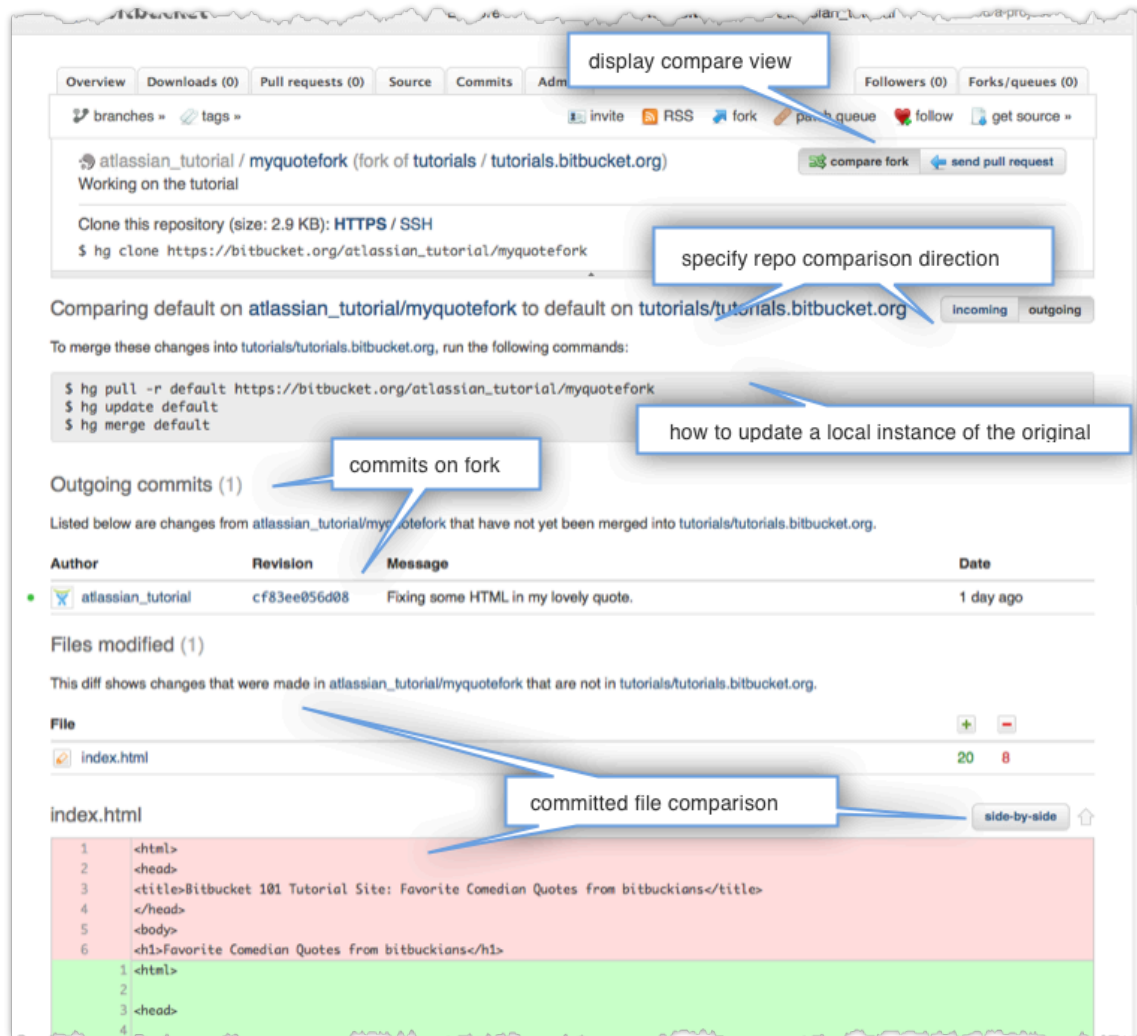 display compare view
Overview Downloads (0) Pull requests (0) Source Commits Adm Followers (0) Forks/queues (0)
branches » tags » invite RSS fork patch queue follow get source »
atlassian_tutorial / myquotefork (fork of tutorials / tutorials.bitbucket.org) compare fork send pull request
Working on the tutorial
Clone this repository (size: 2.9 KB): HTTPS / SSH
$ hg clone https://bitbucket.org/atlassian_tutorial/myquotefork
specify repo comparison direction
Comparing default on atlassian_tutorial/myquotefork to default on tutorials/tutorials.bitbucket.org incoming outgoing
To merge these changes into tutorials/tutorials.bitbucket.org, run the following commands:
$ hg pull -r default https://bitbucket.org/atlassian_tutorial/myquotefork
$ hg update default
$ hg merge default
how to update a local instance of the original
commits on fork
Outgoing commits (1)
Listed below are changes from atlassian_tutorial/myquotefork that have not yet been merged into tutorials/tutorials.bitbucket.org.
Author Revision Message Date
atlassian_tutorial cf83ee056d08 Fixing some HTML in my lovely quote. 1 day ago
Files modified (1)
This diff shows changes that were made in atlassian_tutorial/myquotefork that are not in tutorials/tutorials.bitbucket.org.
File + -
index.html 20 8
committed file comparison
index.html side-by-side
1 <html>
2 <head>
3 <title>Bitbucket 101 Tutorial Site: Favorite Comedian Quotes from bitbuckians</title>
4 </head>
5 <body>
6 <h1>Favorite Comedian Quotes from bitbuckians</h1>
1 <html>
2
3 <head>
4